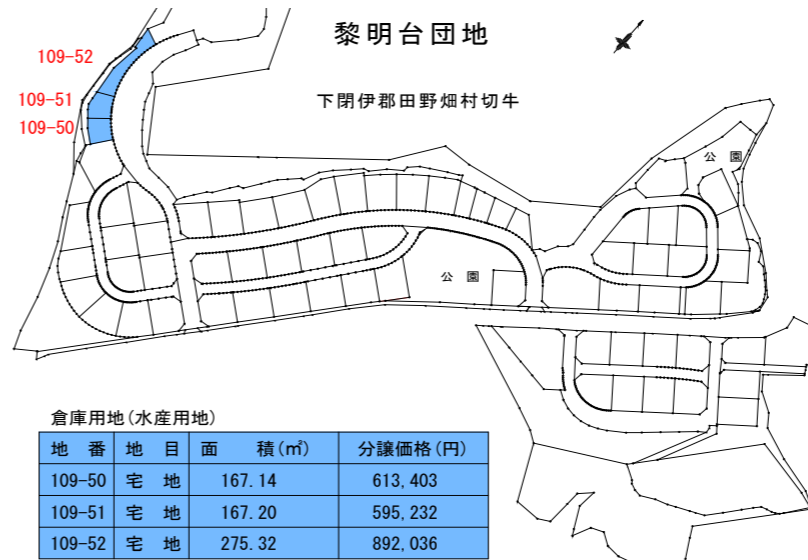 黎明台団地
109-52
109-51
下閉伊郡田野畑村切牛
109-50
公園
公園
倉庫用地(水産用地)
地番 地目 面積(㎡) 分譲価格(円)
109-50 宅地 167.14 613,403
109-51 宅地 167.20 595,232
109-52 宅地 275.32 892,036